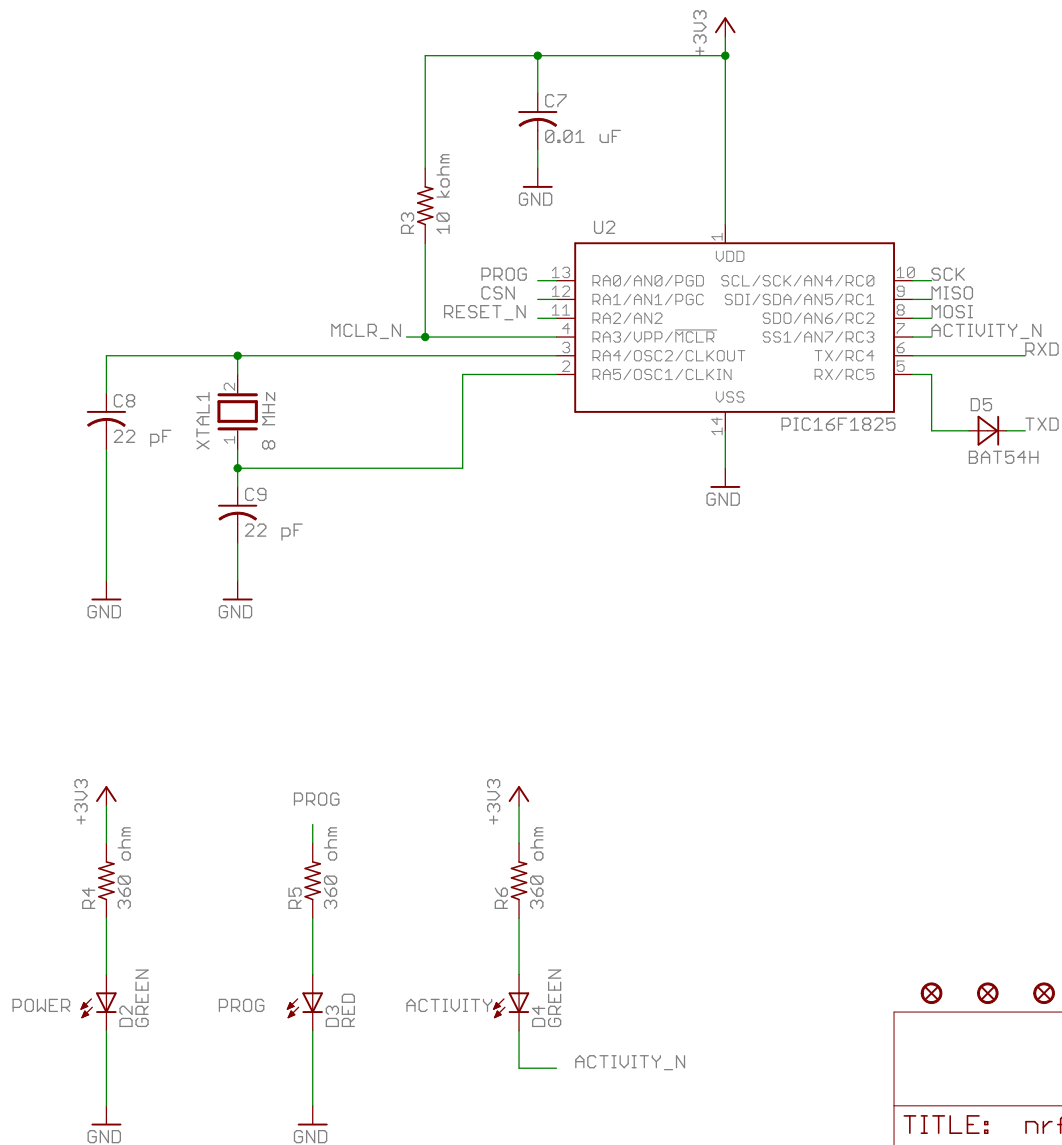 +3V3
C7
0.01 uF
GND
R3
10 kohm
U2
1
VDD
PROG 13 RA0/AN0/PGD SCL/SCK/AN4/RC0 10 SCK
CSN 12 RA1/AN1/PGC SDI/SDA/AN5/RC1 9 MISO
RESET_N 11 RA2/AN2 SDO/AN6/RC2 8 MOSI
MCLR_N 4 RA3/VPP/MCLR SS1/AN7/RC3 7 ACTIVITY_N
3 RA4/OSC2/CLKOUT TX/RC4 6 RXD
2 RA5/OSC1/CLKIN RX/RC5 5
VSS
14
PIC16F1825
GND
D5
TXD
BAT54H
C8
22 pF
GND
XTAL1
2
1
8 MHz
C9
22 pF
GND
+3V3
R4
360 ohm
POWER
D2
GREEN
GND
PROG
R5
360 ohm
PROG
D3
RED
GND
+3V3
R6
360 ohm
ACTIVITY
D4
GREEN
ACTIVITY_N
TITLE: nrf